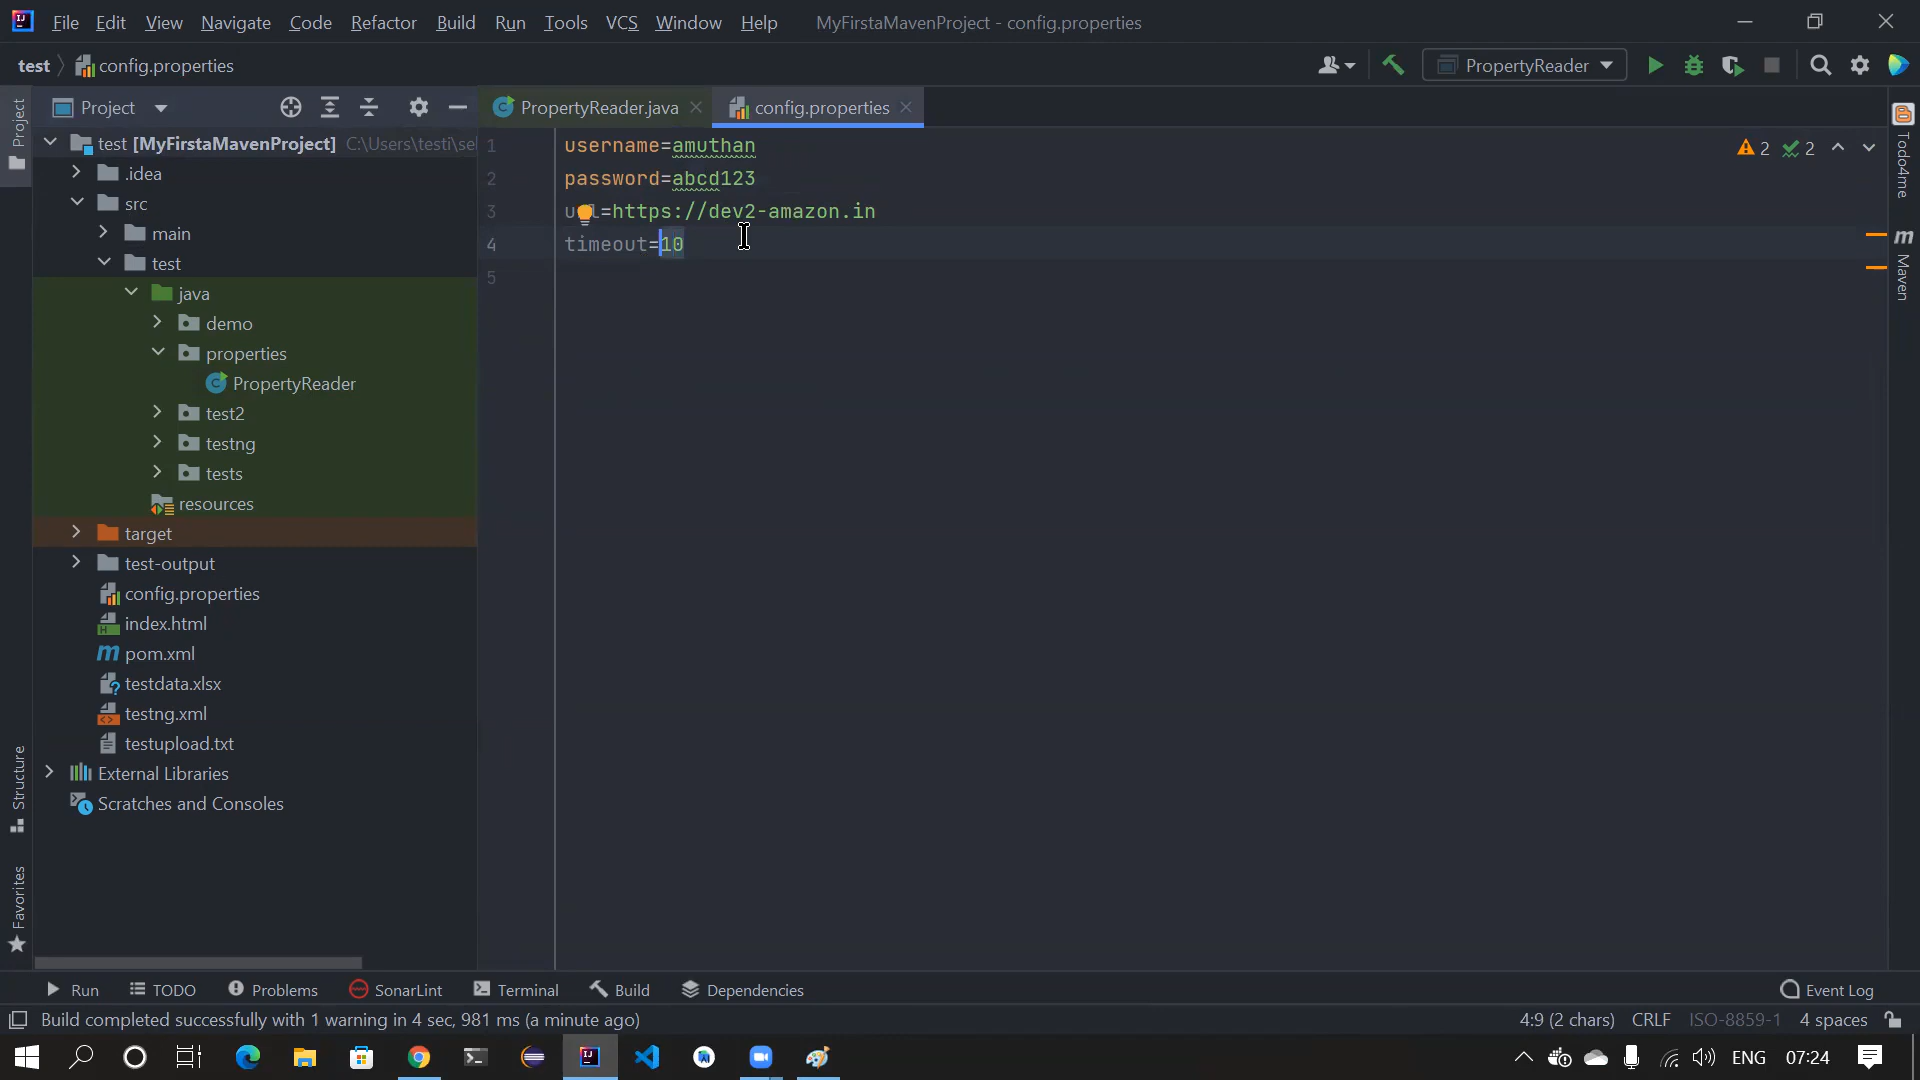 File Edit View Navigate Code Refactor Build Run Tools VCS Window Help MyFirstaMavenProject - config.properties
test config.properties PropertyReader
Project PropertyReader.java config.properties
Project
test [MyFirstaMavenProject] C:\Users\testi\sel
.idea
src
main
test
java
demo
properties
PropertyReader
test2
testng
tests
resources
target
test-output
config.properties
index.html
pom.xml
testdata.xlsx
testng.xml
testupload.txt
External Libraries
Scratches and Consoles
Structure
Favorites
1 username=amuthan
2 password=abcd123
3 url=https://dev2-amazon.in
4 timeout=10
5
2 2
Todo4me
Maven
Run TODO Problems SonarLint Terminal Build Dependencies Event Log
Build completed successfully with 1 warning in 4 sec, 981 ms (a minute ago) 4:9 (2 chars) CRLF ISO-8859-1 4 spaces
ENG 07:24